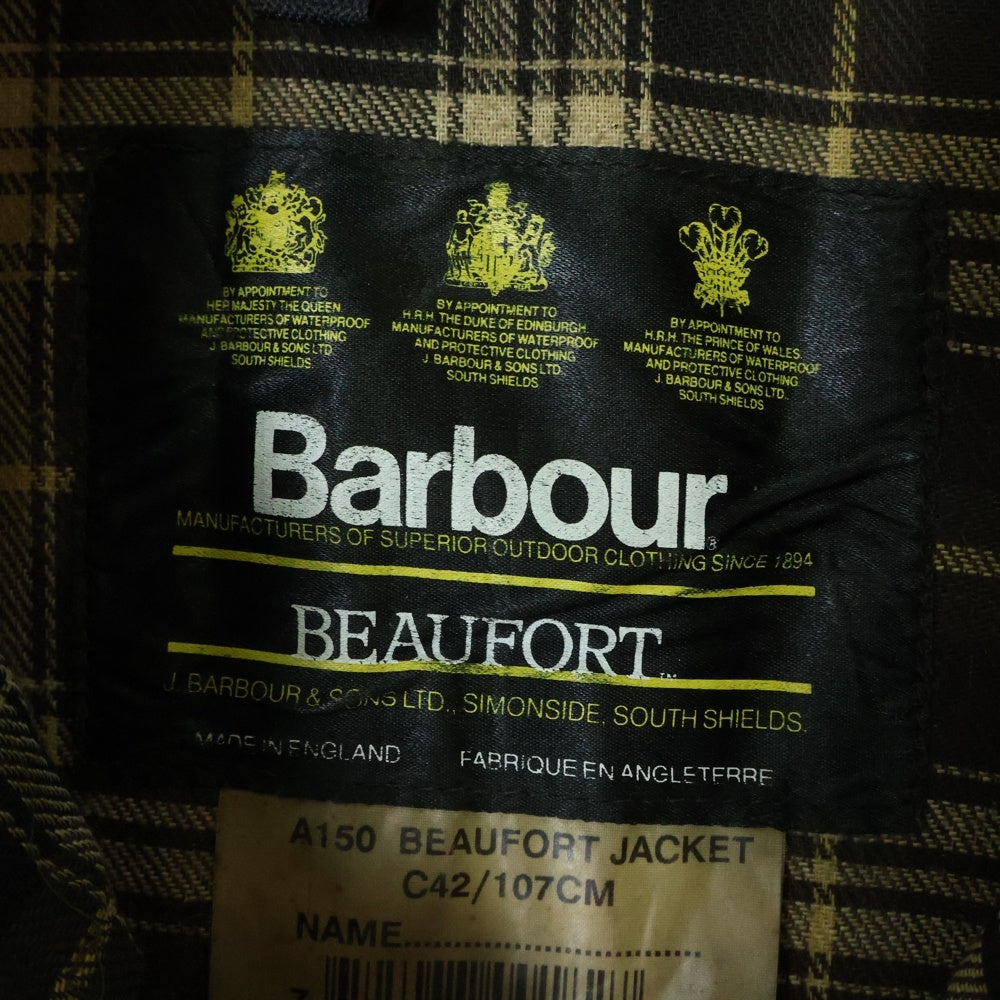 BY APPOINTMENT TO
HER MAJESTY THE QUEEN
MANUFACTURERS OF WATERPROOF
AND PROTECTIVE CLOTHING
J. BARBOUR & SONS LTD
SOUTH SHIELDS
BY APPOINTMENT TO
H.R.H. THE DUKE OF EDINBURGH
MANUFACTURERS OF WATERPROOF
AND PROTECTIVE CLOTHING
J. BARBOUR & SONS LTD.
SOUTH SHIELDS
BY APPOINTMENT TO
H.R.H. THE PRINCE OF WALES
MANUFACTURERS OF WATERPROOF
AND PROTECTIVE CLOTHING
J. BARBOUR & SONS LTD.
SOUTH SHIELDS
Barbour®
MANUFACTURERS OF SUPERIOR OUTDOOR CLOTHING SINCE 1894
BEAUFORT™
J. BARBOUR & SONS LTD., SIMONSIDE, SOUTH SHIELDS.
MADE IN ENGLAND FABRIQUE EN ANGLETERRE
A150 BEAUFORT JACKET
C42/107CM
NAME..............................